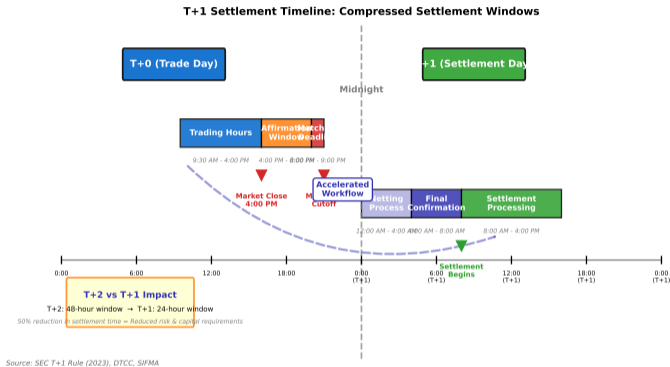 T+1 Settlement Timeline: Compressed Settlement Windows
T+0 (Trade Day)
+1 (Settlement Day
Midnight
Trading Hours
Affirmation
Window
Match
Deadli
9:30 AM - 4:00 PM
4:00 PM - 8:00 PM
8:00 PM - 9:00 PM
Market Close
4:00 PM
M
Cutoff
Accelerated
Workflow
Netting
Process
Final
Confirmation
Settlement
Processing
12:00 AM - 4:00 AM
4:00 AM - 8:00 AM
8:00 AM - 4:00 PM
Settlement
Begins
0:00
6:00
12:00
18:00
0:00
(T+1)
6:00
(T+1)
12:00
(T+1)
18:00
(T+1)
0:00
(T+1)
T+2 vs T+1 Impact
T+2: 48-hour window → T+1: 24-hour window
50% reduction in settlement time = Reduced risk & capital requirements
Source: SEC T+1 Rule (2023), DTCC, SIFMA